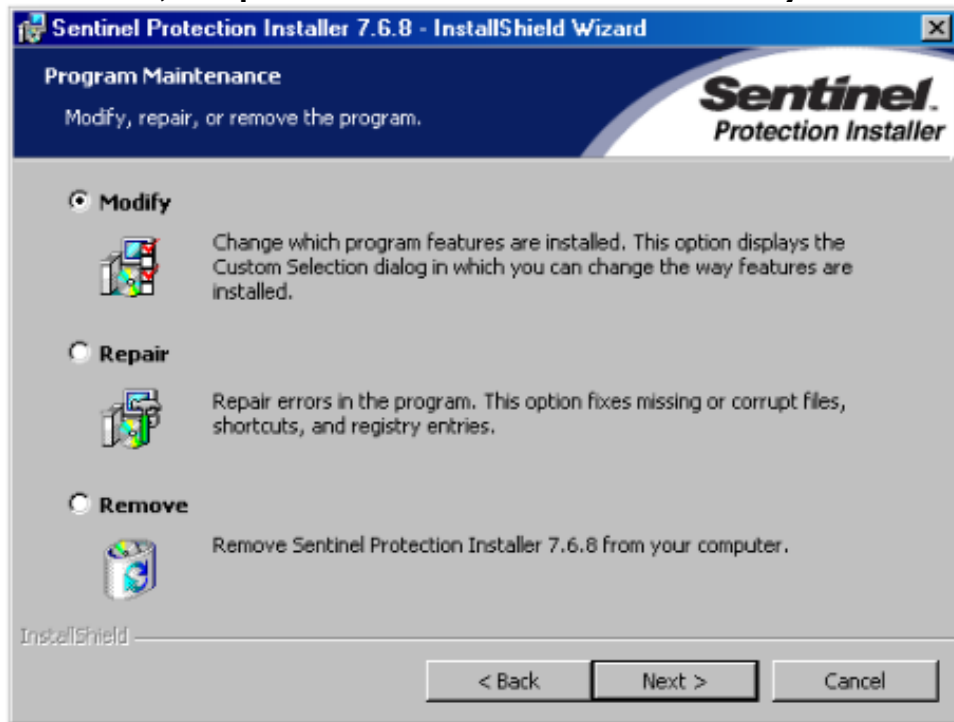 Sentinel Protection Installer 7.6.8 - InstallShield Wizard
Program Maintenance
Modify, repair, or remove the program.
Sentinel.
Protection Installer
Modify
Change which program features are installed. This option displays the
Custom Selection dialog in which you can change the way features are
installed.
Repair
Repair errors in the program. This option fixes missing or corrupt files,
shortcuts, and registry entries.
Remove
Remove Sentinel Protection Installer 7.6.8 from your computer.
InstallShield
< Back
Next >
Cancel